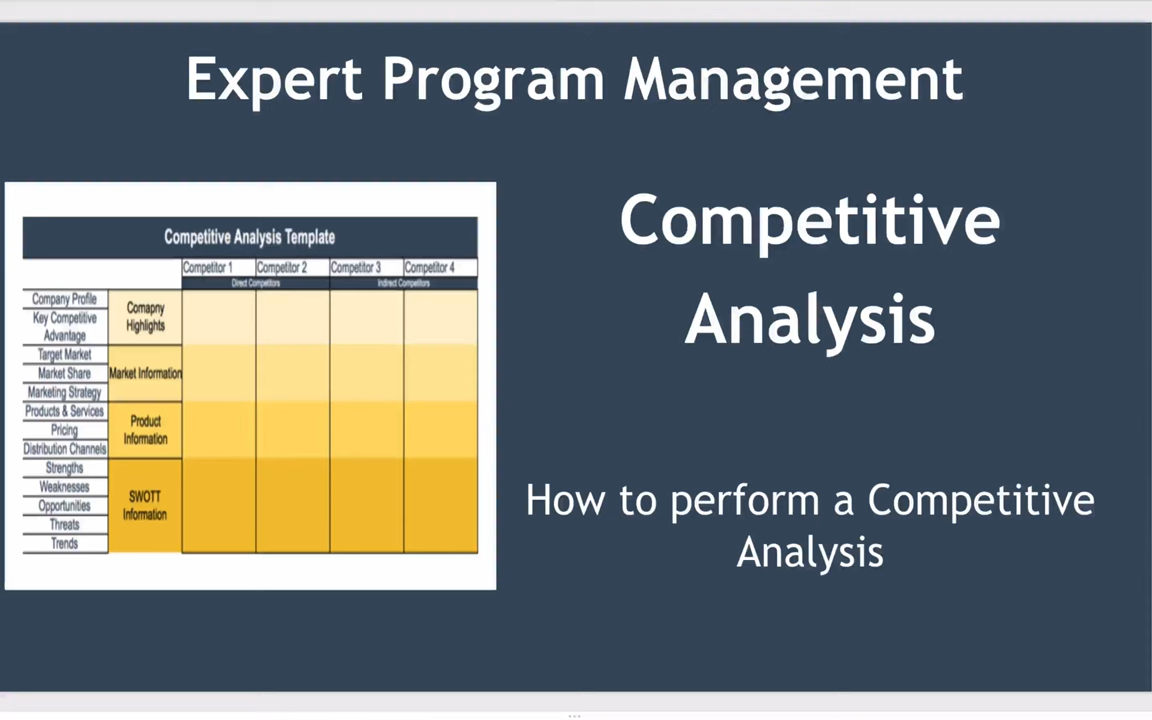 Expert Program Management
Competitive Analysis Template
Competitor 1 Competitor 2 Competitor 3 Competitor 4
Direct Competitors Indirect Competitors
Company Profile
Key Competitive
Advantage
Comapny
Highlights
Target Market
Market Share
Marketing Strategy
Market Information
Products & Services
Pricing
Distribution Channels
Product
Information
Strengths
Weaknesses
Opportunities
Threats
Trends
SWOTT
Information
Competitive
Analysis
How to perform a Competitive
Analysis